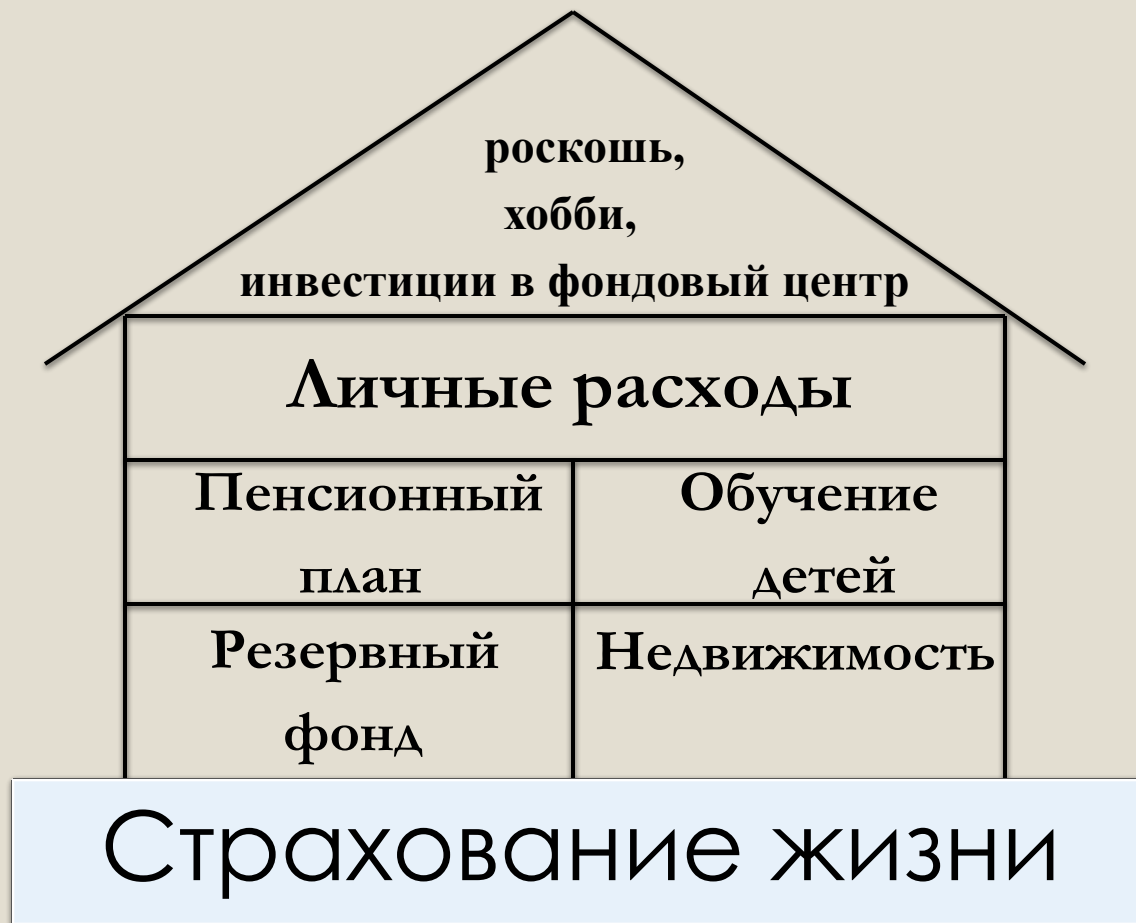 роскошь,
хобби,
инвестиции в фондовый центр
Личные расходы
Пенсионный
план
Обучение
детей
Резервный
фонд
Недвижимость
Страхование жизни